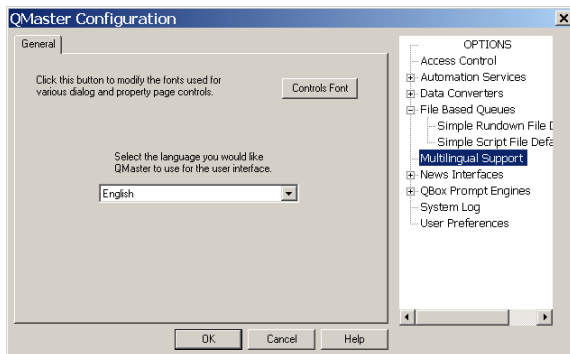 QMaster Configuration
General
Click this button to modify the fonts used for
various dialog and property page controls.
Controls Font
Select the language you would like
QMaster to use for the user interface.
English
OK
Cancel
Help
OPTIONS
Access Control
Automation Services
Data Converters
File Based Queues
Simple Rundown File D
Simple Script File Defa
Multilingual Support
News Interfaces
QBox Prompt Engines
System Log
User Preferences